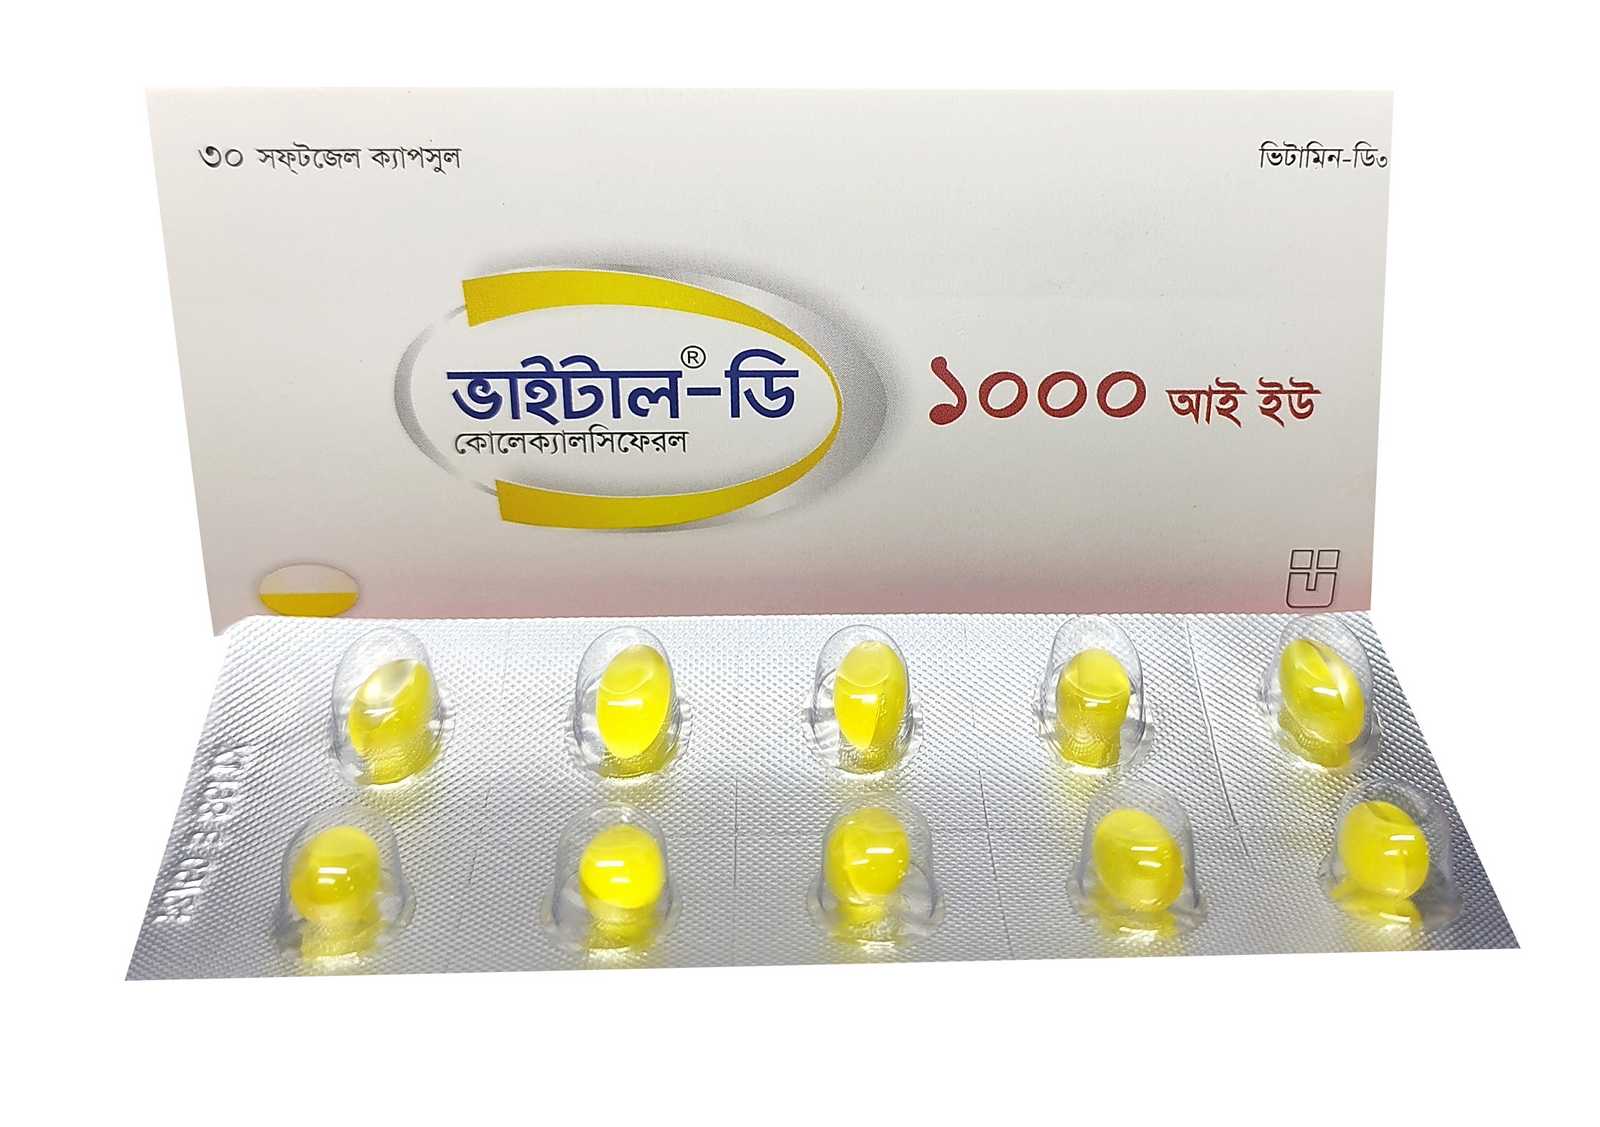 ৩০ সফ্‌টজেল ক্যাপসুল
ভিটামিন-ডি৩
ভাইটাল®-ডি
কোলেক্যালসিফেরল
১০০০ আই ইউ